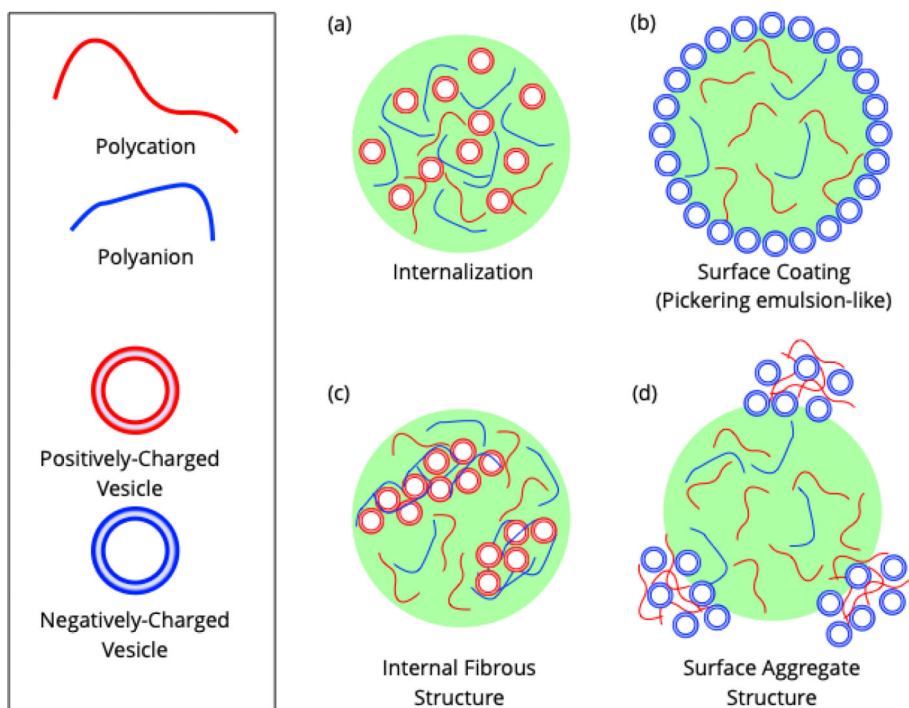 Polycation
Polyanion
Positively-Charged
Vesicle
Negatively-Charged
Vesicle
(a)
Internalization
(b)
Surface Coating
(Pickering emulsion-like)
(c)
Internal Fibrous
Structure
(d)
Surface Aggregate
Structure